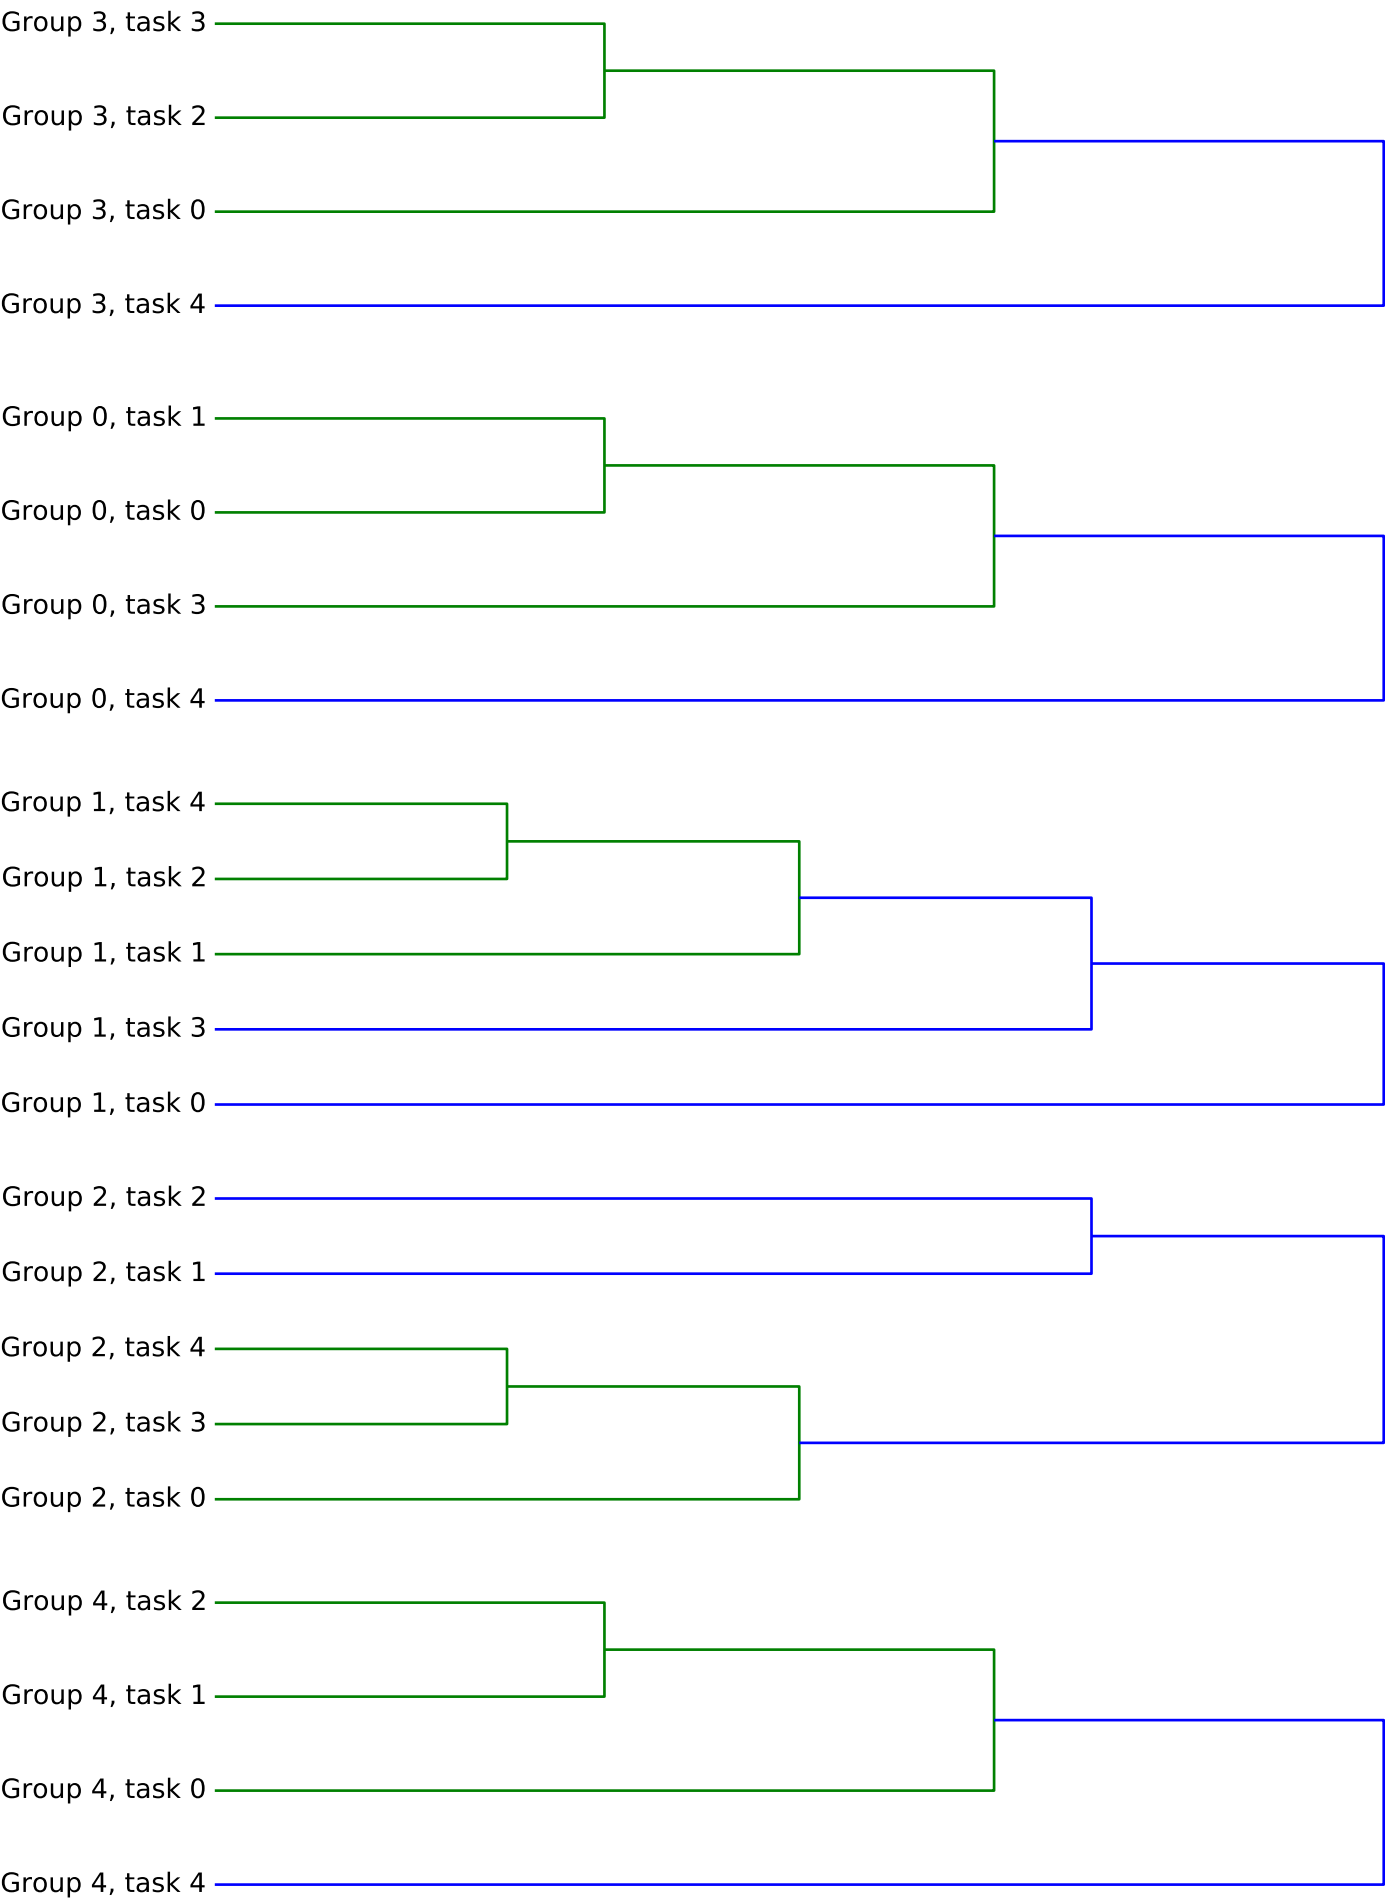 Group 3, task 3
Group 3, task 2
Group 3, task 0
Group 3, task 4
Group 0, task 1
Group 0, task 0
Group 0, task 3
Group 0, task 4
Group 1, task 4
Group 1, task 2
Group 1, task 1
Group 1, task 3
Group 1, task 0
Group 2, task 2
Group 2, task 1
Group 2, task 4
Group 2, task 3
Group 2, task 0
Group 4, task 2
Group 4, task 1
Group 4, task 0
Group 4, task 4